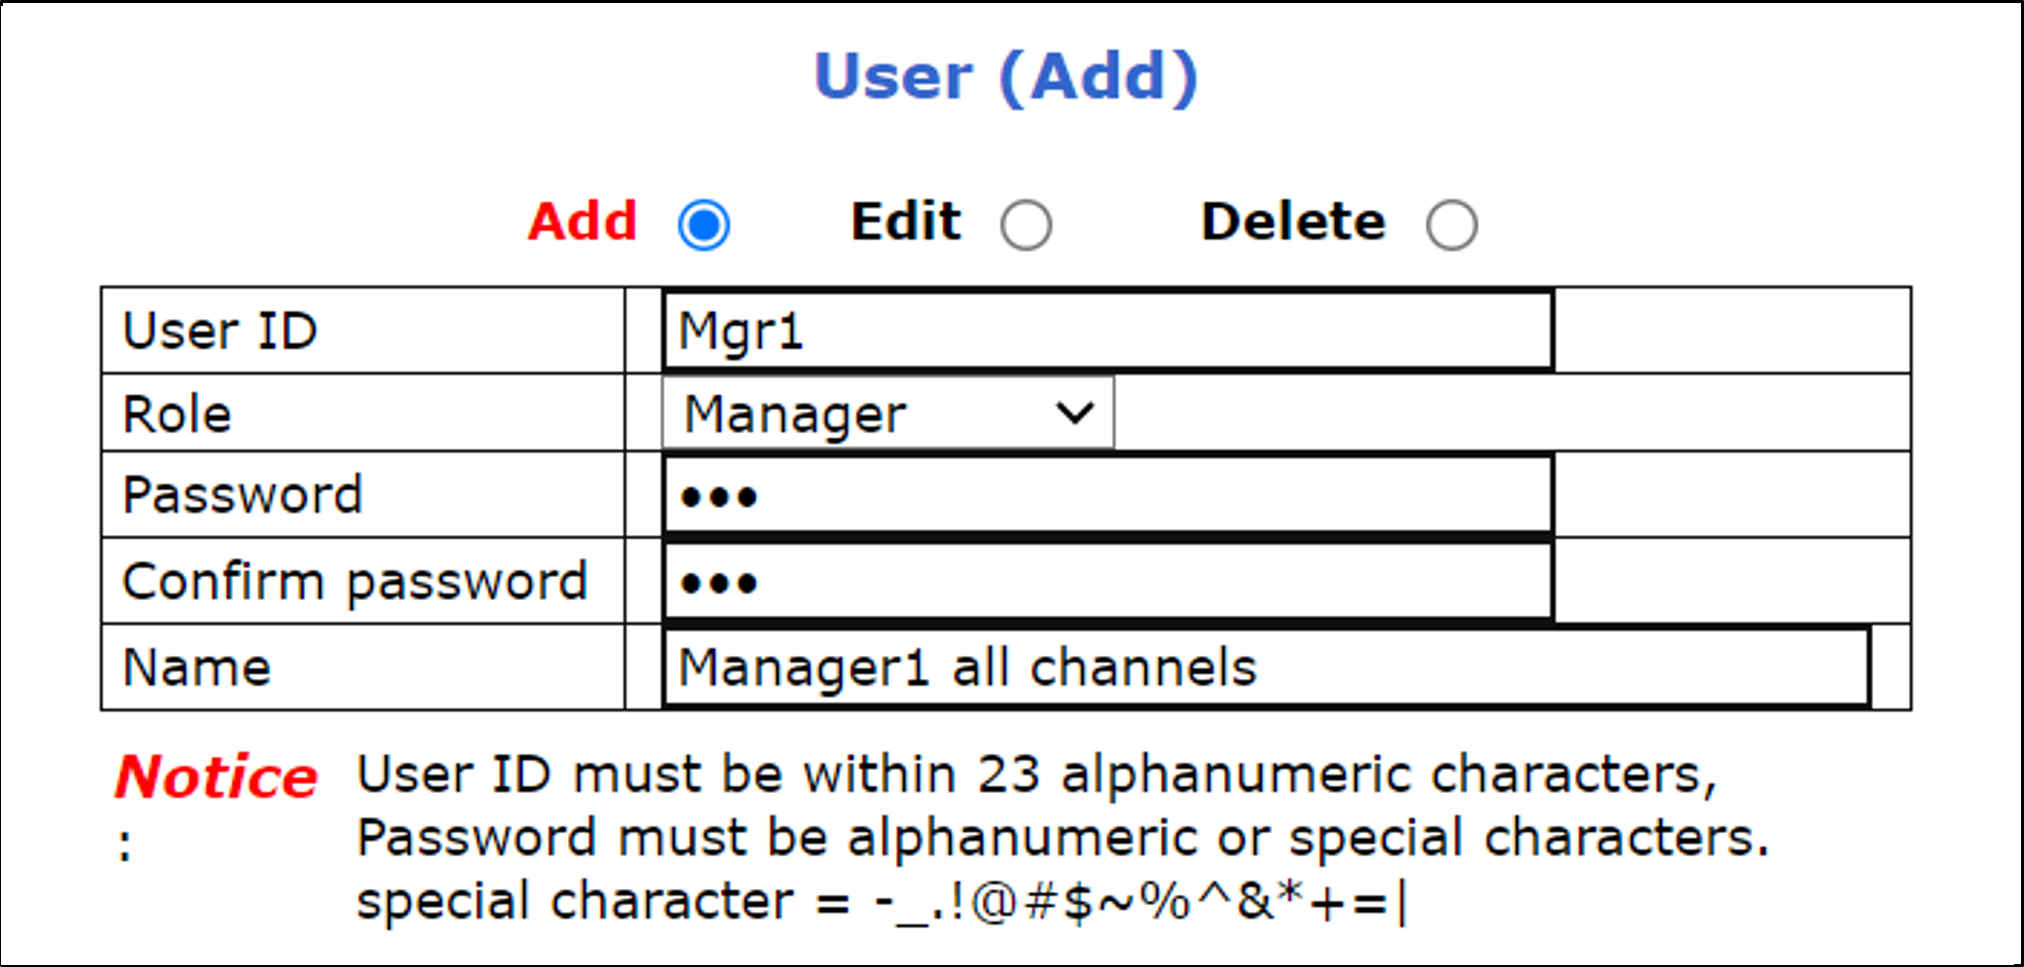 User (Add)
Add Edit Delete
User ID Mgr1
Role Manager
Password •••
Confirm password •••
Name Manager1 all channels
Notice User ID must be within 23 alphanumeric characters,
: Password must be alphanumeric or special characters.
special character = -_.!@#$~%^&*+=|